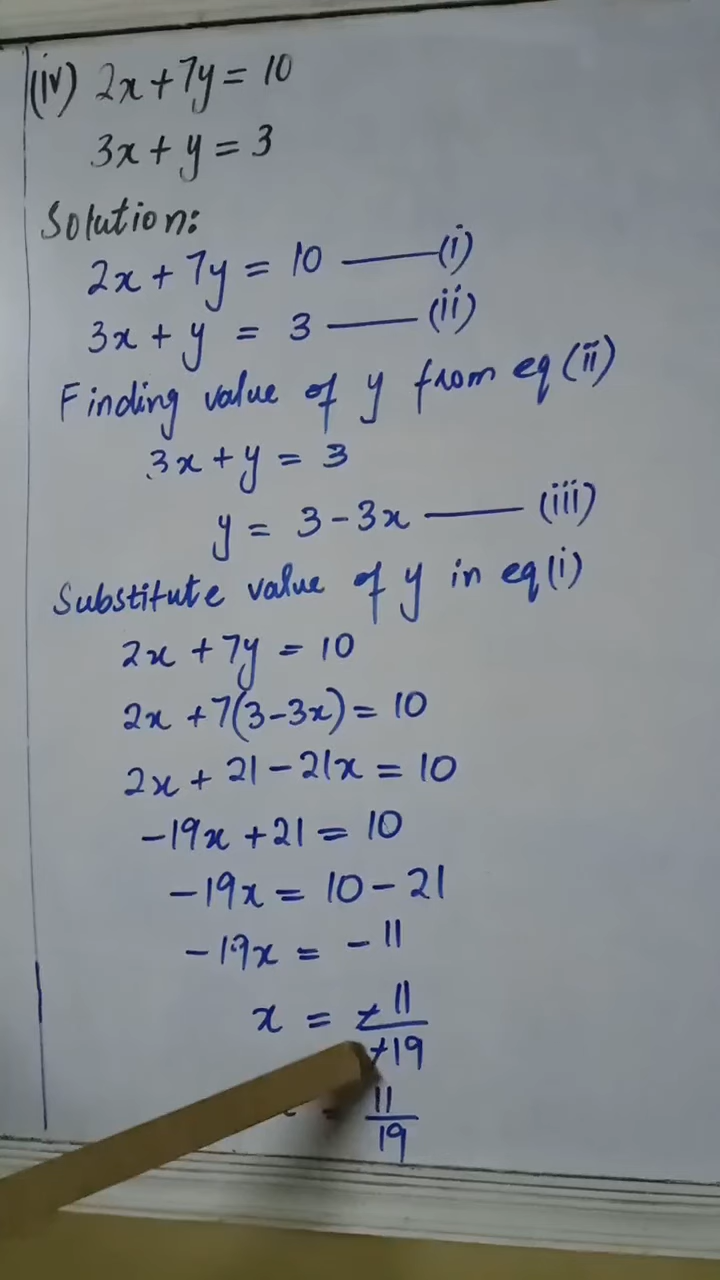 (iv) 2x+7y= 10
3x+y=3
Solution:
2x+7y = 10 —— (i)
3x+y = 3 —— (ii)
Finding value of y from eq (ii)
3x+y = 3
y = 3-3x —— (iii)
Substitute value of y in eq(i)
2x +7y = 10
2x +7(3-3x) = 10
2x + 21-21x = 10
-19x +21 = 10
-19x = 10-21
-19x = -11
x = -11/-19
= 11/19